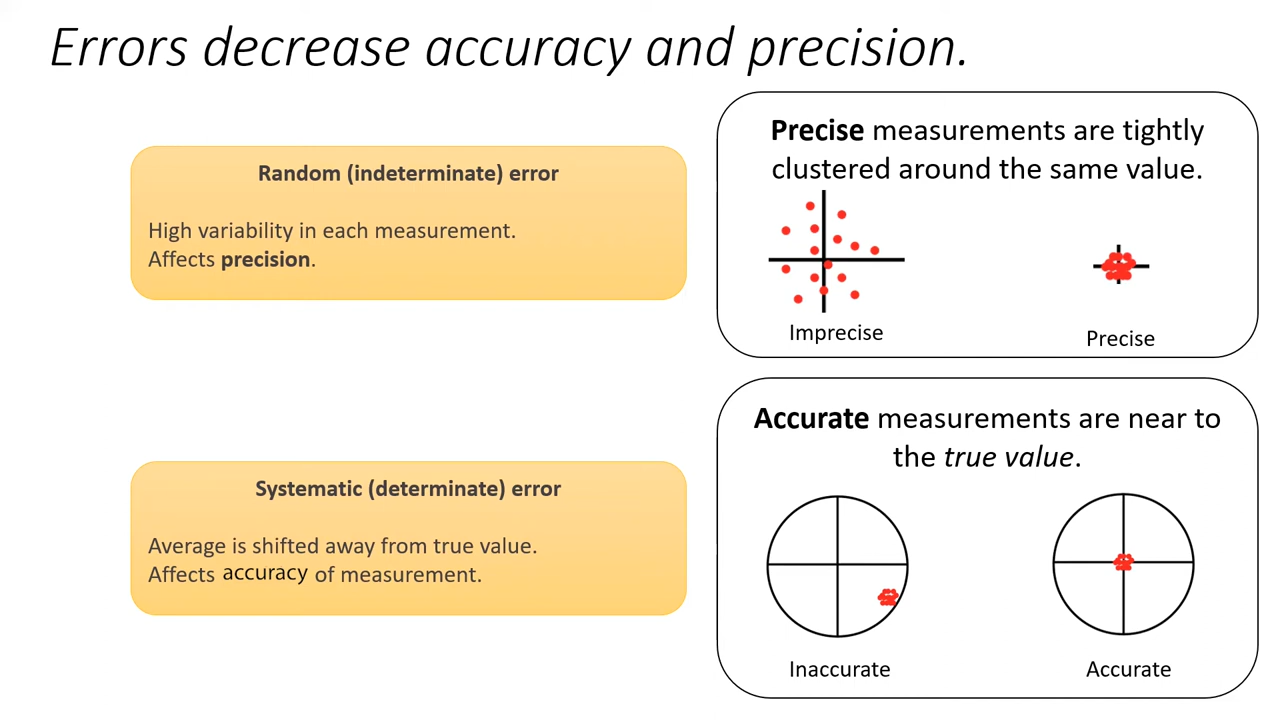 Errors decrease accuracy and precision.
Random (indeterminate) error
High variability in each measurement.
Affects precision.
Precise measurements are tightly
clustered around the same value.
Imprecise
Precise
Systematic (determinate) error
Average is shifted away from true value.
Affects accuracy of measurement.
Accurate measurements are near to
the true value.
Inaccurate
Accurate